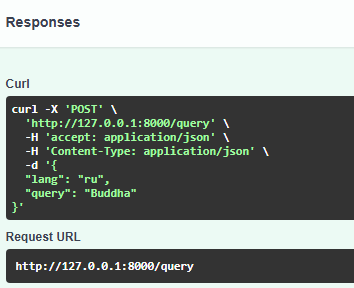 Responses
Curl
curl -X 'POST' \
  'http://127.0.0.1:8000/query' \
  -H 'accept: application/json' \
  -H 'Content-Type: application/json' \
  -d '{
  "lang": "ru",
  "query": "Buddha"
}'
Request URL
http://127.0.0.1:8000/query